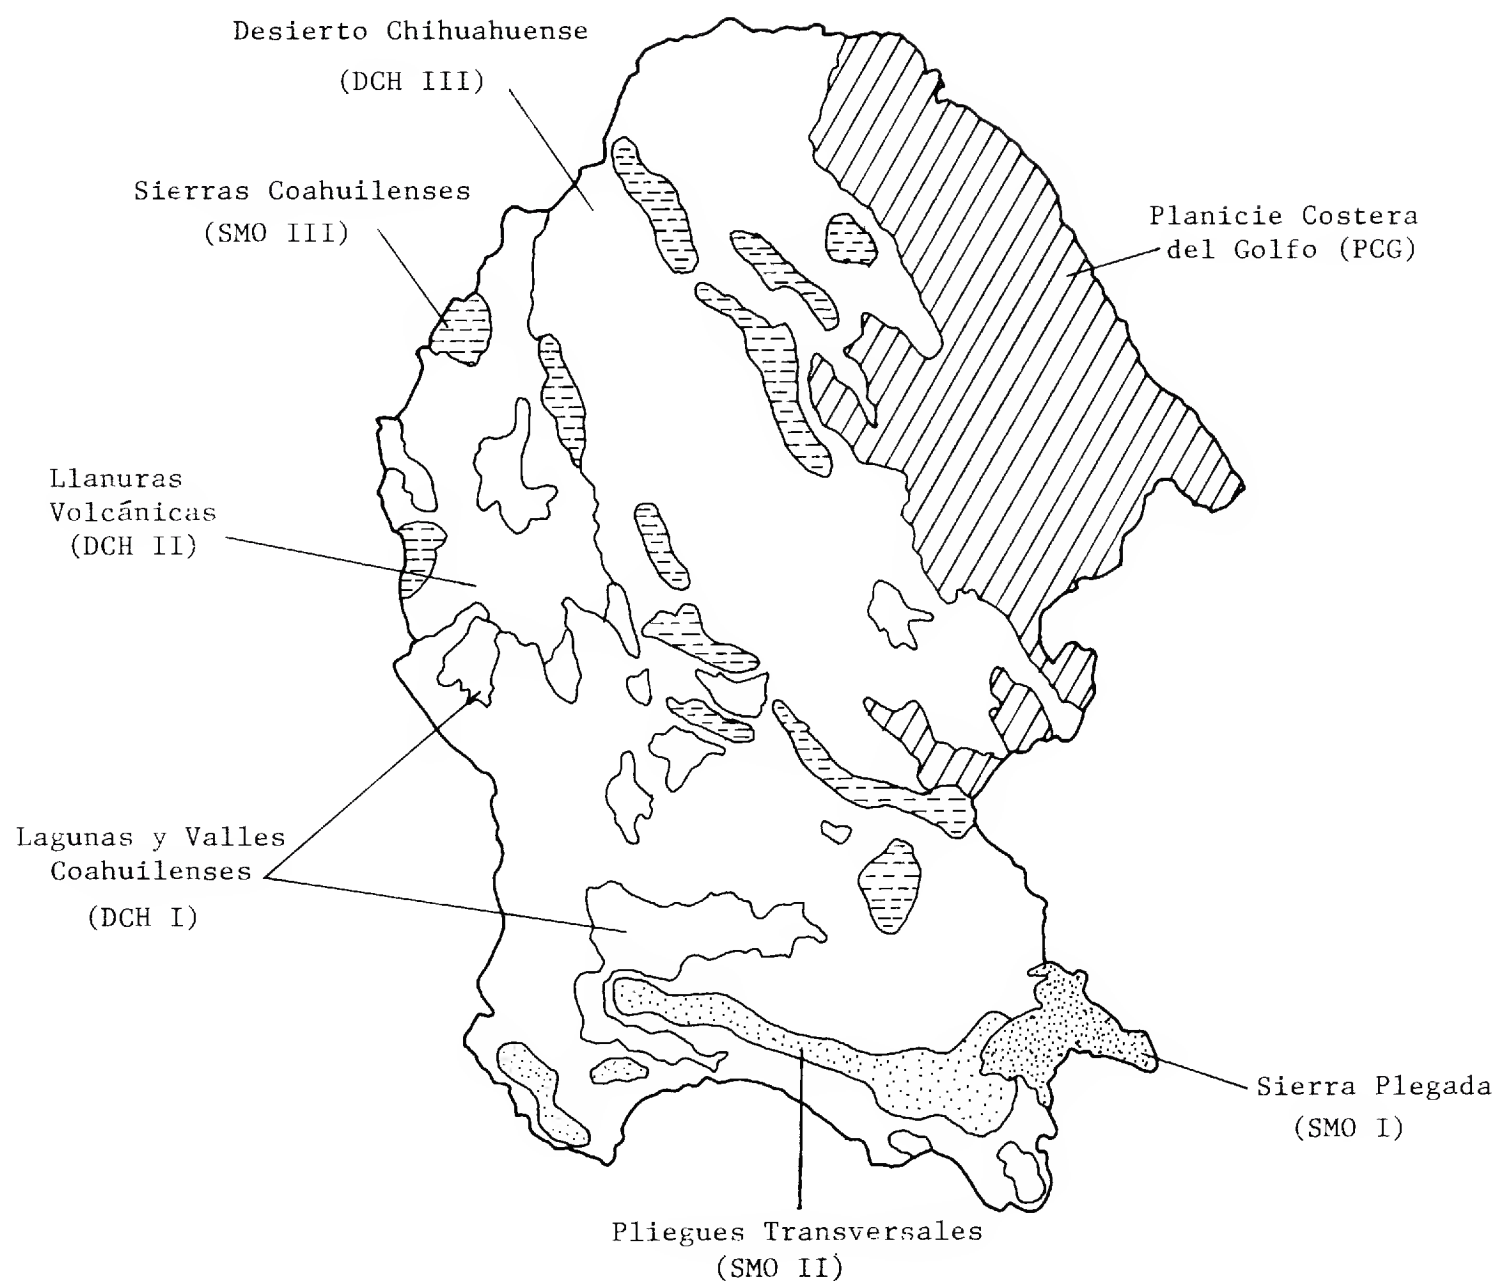 Desierto Chihuahuense
(DCH III)
Sierras Coahuilenses
(SMO III)
Planicie Costera
del Golfo (PCG)
Llanuras
Volcánicas
(DCH II)
Lagunas y Valles
Coahuilenses
(DCH I)
Sierra Plegada
(SMO I)
Pliegues Transversales
(SMO II)